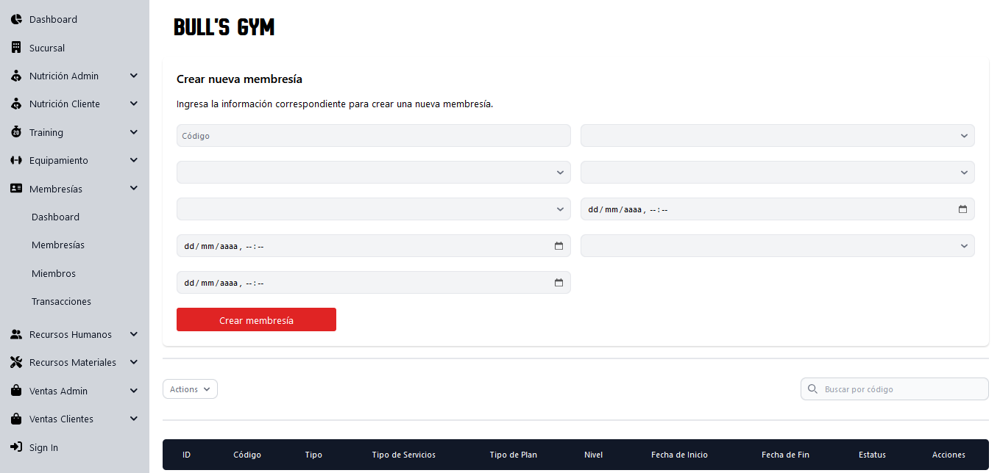 Dashboard
Sucursal
Nutrición Admin
Nutrición Cliente
20
Training
Equipamiento
Membresías
Dashboard
Membresías
Miembros
Transacciones
Recursos Humanos
Recursos Materiales
Ventas Admin
Ventas Clientes
Sign In
BULL'S GYM
Crear nueva membresía
Ingresa la información correspondiente para crear una nueva membresía.
Código
dd/mm/aaaa, --:--
dd/mm/aaaa, --:--
dd/mm/aaaa, --:--
Crear membresía
Actions
Buscar por código
ID Código Tipo Tipo de Servicios Tipo de Plan Nivel Fecha de Inicio Fecha de Fin Estatus Acciones